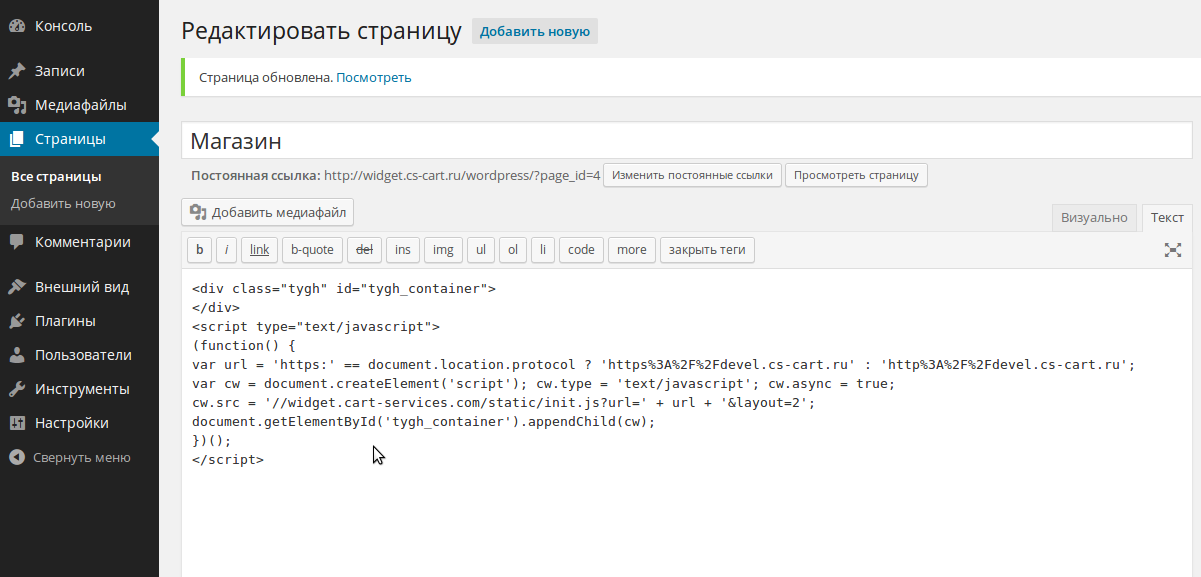 Консоль
Записи
Медиафайлы
Страницы
Все страницы
Добавить новую
Комментарии
Внешний вид
Плагины
Пользователи
Инструменты
Настройки
Свернуть меню
Редактировать страницу Добавить новую
Страница обновлена. Посмотреть
Магазин
Постоянная ссылка: http://widget.cs-cart.ru/wordpress/?page_id=4 Изменить постоянные ссылки Просмотреть страницу
Добавить медиафайл Визуально Текст
b i link b-quote del ins img ul ol li code more закрыть теги
<div class="tygh" id="tygh_container">
</div>
<script type="text/javascript">
(function() {
var url = 'https:' == document.location.protocol ? 'https%3A%2F%2Fdevel.cs-cart.ru' : 'http%3A%2F%2Fdevel.cs-cart.ru';
var cw = document.createElement('script'); cw.type = 'text/javascript'; cw.async = true;
cw.src = '//widget.cart-services.com/static/init.js?url=' + url + '&layout=2';
document.getElementById('tygh_container').appendChild(cw);
})();
</script>